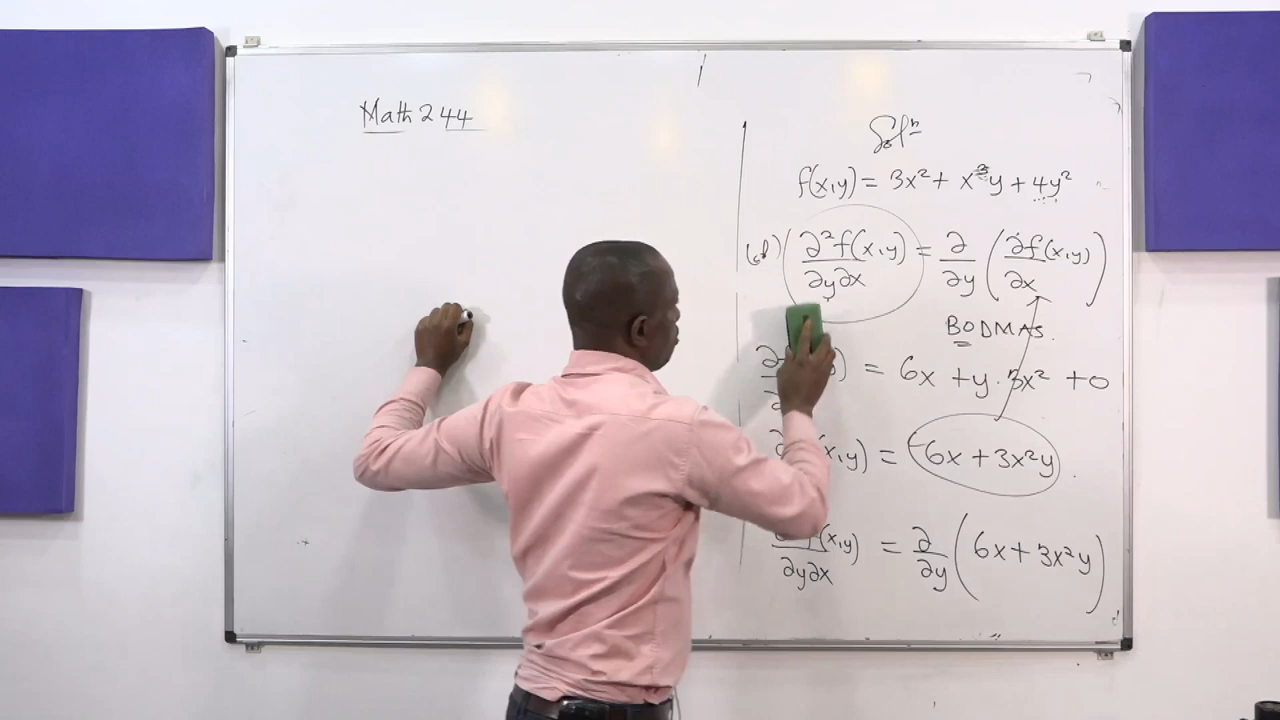 Math 244
Solⁿ
f(x,y) = 3x² + x³y + 4y²
∂²f(x,y)/∂y∂x = ∂/∂y (∂f(x,y)/∂x)
BODMAS.
= 6x + y·3x² + 0
(x,y) = 6x + 3x²y
(x,y)/∂y∂x = ∂/∂y (6x + 3x²y)